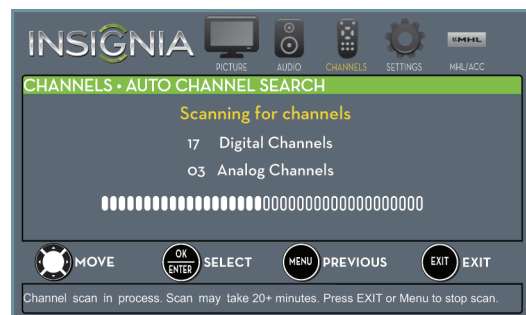 INSIGNIA
PICTURE AUDIO CHANNELS SETTINGS MHL/ACC
MHL
CHANNELS • AUTO CHANNEL SEARCH
Scanning for channels
17 Digital Channels
03 Analog Channels
MOVE OK ENTER SELECT MENU PREVIOUS EXIT EXIT
Channel scan in process. Scan may take 20+ minutes. Press EXIT or Menu to stop scan.